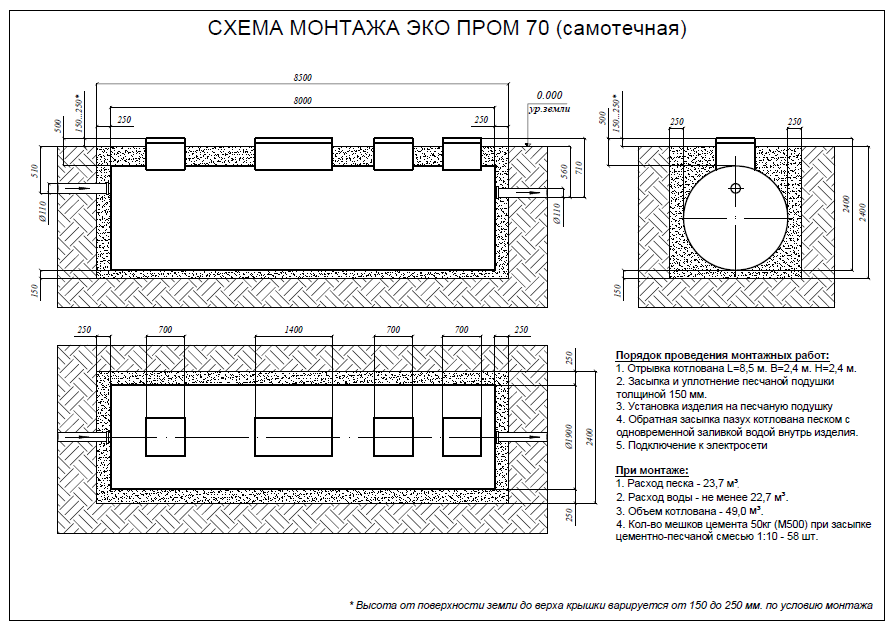 СХЕМА МОНТАЖА ЭКО ПРОМ 70 (самотечная)
8500
8000
250
250
0.000
ур.земли
500
150...250*
510
Ø110
150
560
710
Ø110
500
150...250*
250
250
2400
2400
150
250
700
1400
700
700
250
250
Ø1900
2400
250
Порядок проведения монтажных работ:
1. Отрывка котлована L=8,5 м. B=2,4 м. H=2,4 м.
2. Засыпка и уплотнение песчаной подушки
толщиной 150 мм.
3. Установка изделия на песчаную подушку
4. Обратная засыпка пазух котлована песком с
одновременной заливкой водой внутрь изделия.
5. Подключение к электросети
При монтаже:
1. Расход песка - 23,7 м³.
2. Расход воды - не менее 22,7 м³.
3. Объем котлована - 49,0 м³.
4. Кол-во мешков цемента 50кг (М500) при засыпке
цементно-песчаной смесью 1:10 - 58 шт.
* Высота от поверхности земли до верха крышки варируется от 150 до 250 мм. по условию монтажа